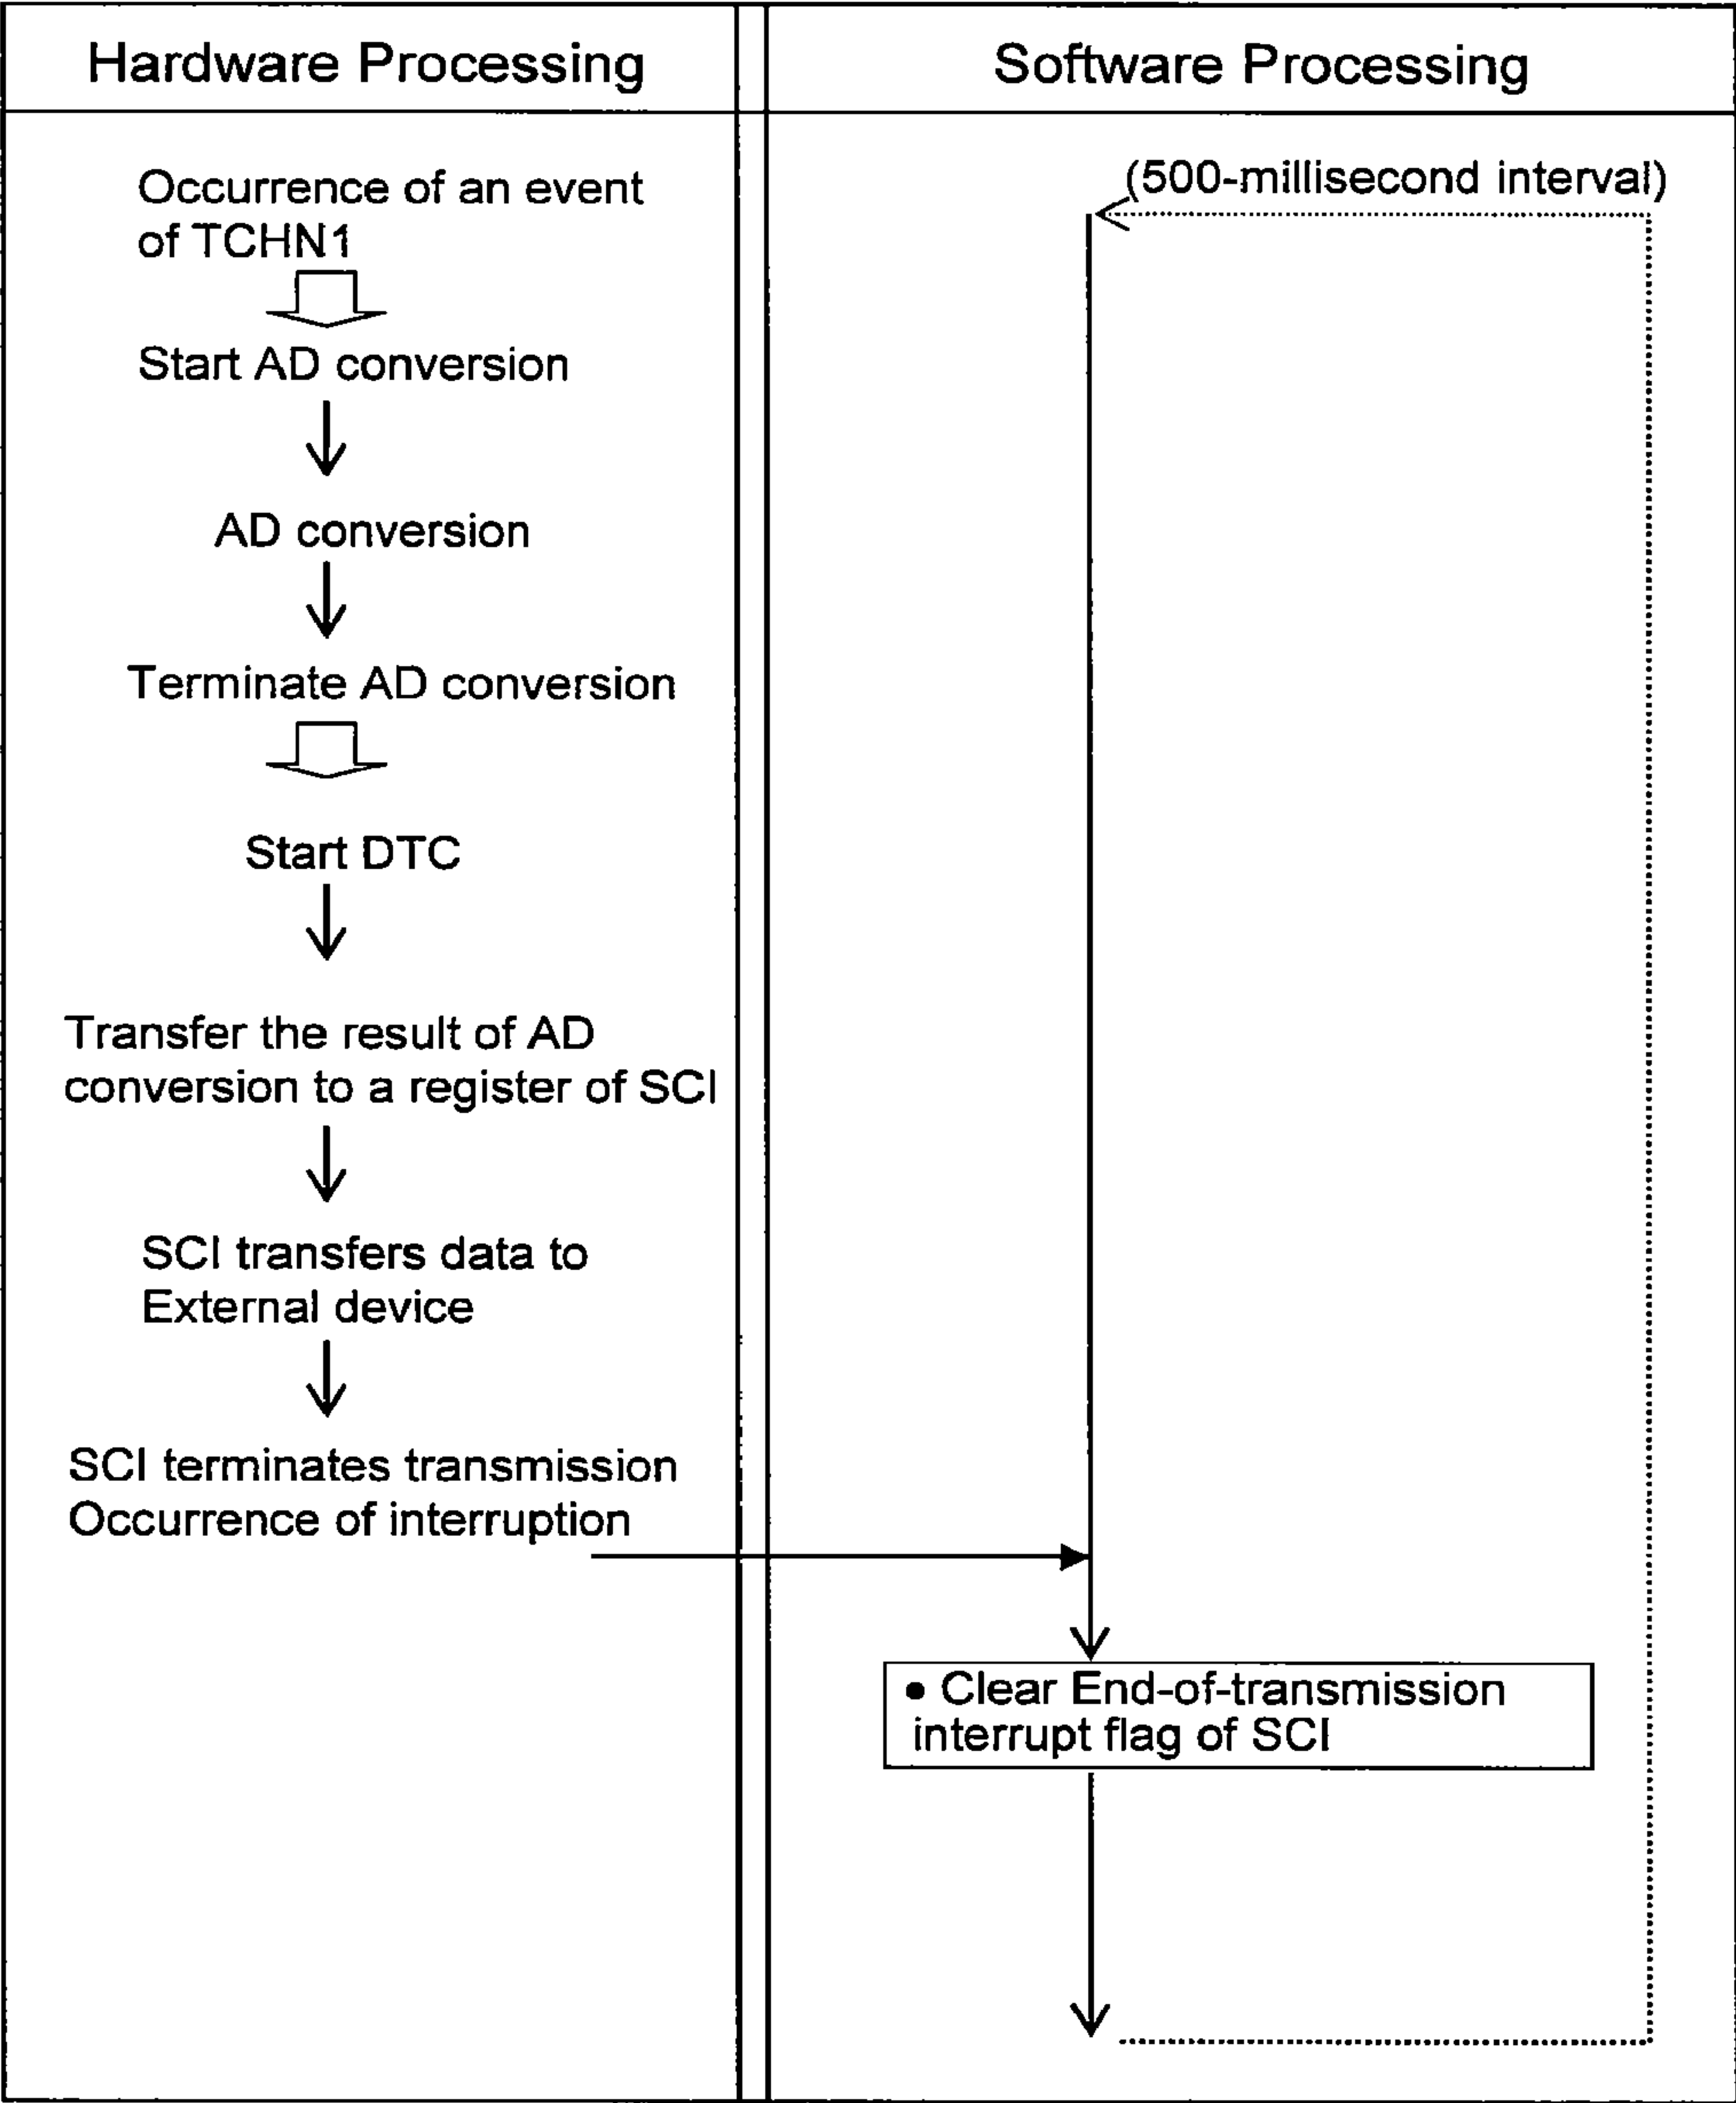 Hardware Processing
Software Processing
Occurrence of an event
of TCHN1
Start AD conversion
AD conversion
Terminate AD conversion
Start DTC
Transfer the result of AD
conversion to a register of SCI
SCI transfers data to
External device
SCI terminates transmission
Occurrence of interruption
(500-millisecond interval)
• Clear End-of-transmission
interrupt flag of SCI